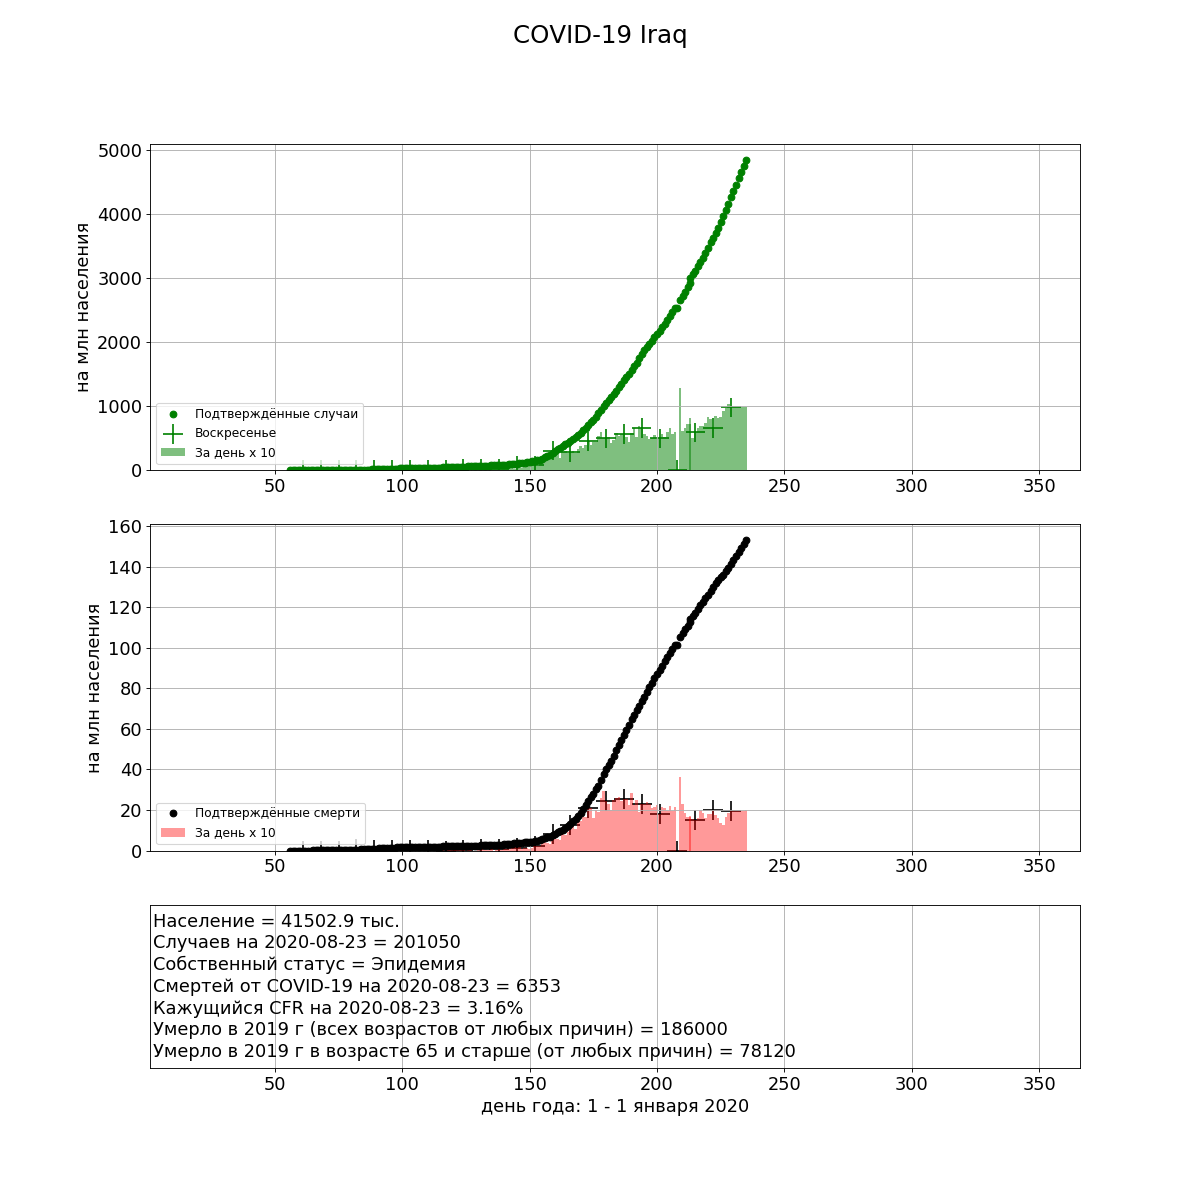 COVID-19 Iraq
5000
4000
3000
2000
1000
0
на млн населения
Подтверждённые случаи
Воскресенье
За день x 10
50 100 150 200 250 300 350
160
140
120
100
80
60
40
20
0
на млн населения
Подтверждённые смерти
За день x 10
50 100 150 200 250 300 350
Население = 41502.9 тыс.
Случаев на 2020-08-23 = 201050
Собственный статус = Эпидемия
Смертей от COVID-19 на 2020-08-23 = 6353
Кажущийся CFR на 2020-08-23 = 3.16%
Умерло в 2019 г (всех возрастов от любых причин) = 186000
Умерло в 2019 г в возрасте 65 и старше (от любых причин) = 78120
50 100 150 200 250 300 350
день года: 1 - 1 января 2020